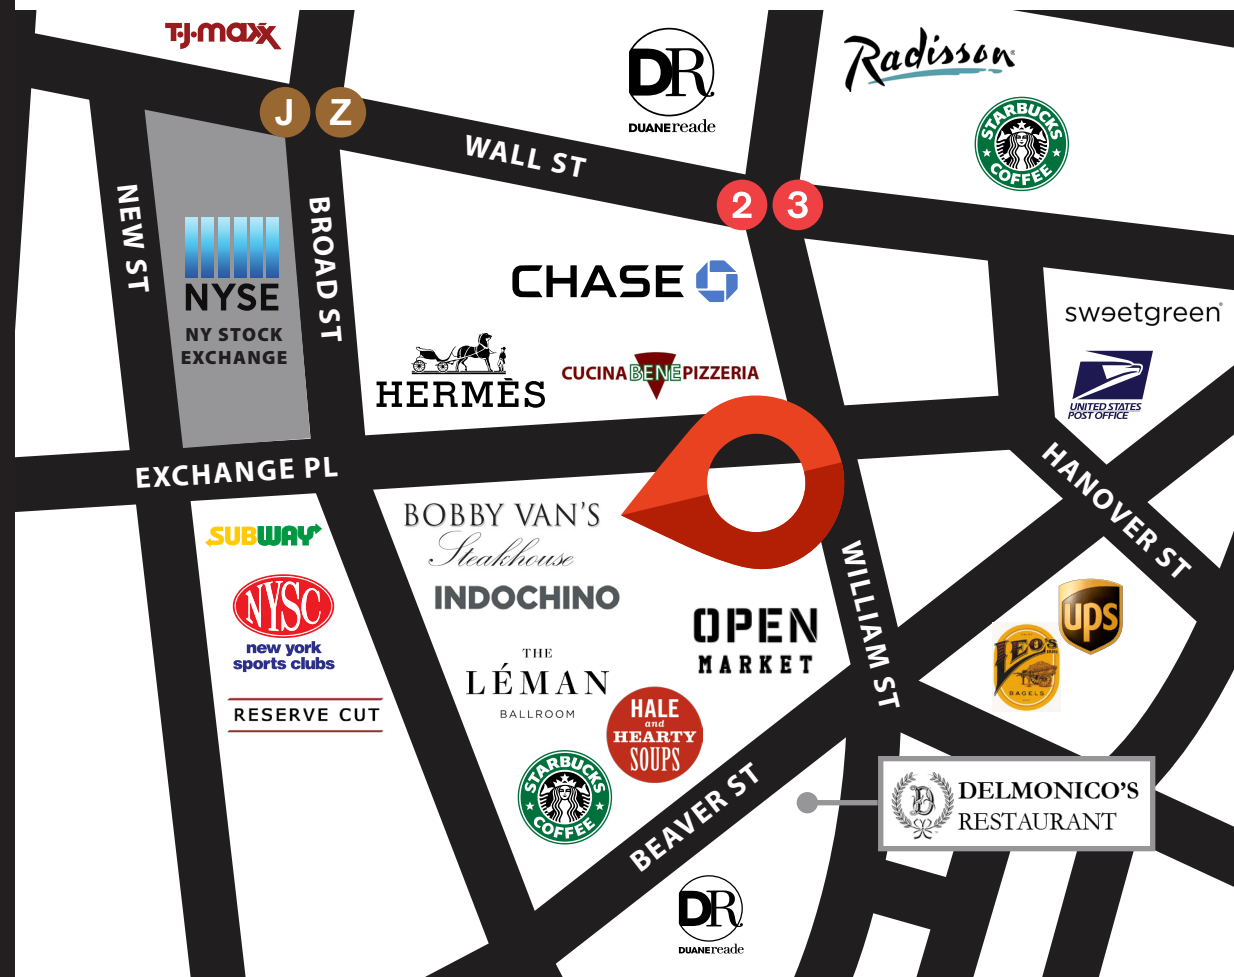 T·J·maxx
DR
DUANEreade
Radisson
STARBUCKS
COFFEE
J
Z
WALL ST
2
3
NEW ST
BROAD ST
NYSE
NY STOCK
EXCHANGE
CHASE
HERMÈS
CUCINA BENE PIZZERIA
sweetgreen
UNITED STATES
POST OFFICE
EXCHANGE PL
HANOVER ST
BOBBY VAN'S
Steakhouse
INDOCHINO
SUBWAY
NYSC
new york
sports clubs
RESERVE CUT
WILLIAM ST
OPEN
MARKET
THE
LÉMAN
BALLROOM
HALE
and
HEARTY
SOUPS
STARBUCKS
COFFEE
ups
LEO'S
BAGELS
BEAVER ST
DELMONICO'S
RESTAURANT
DR
DUANEreade